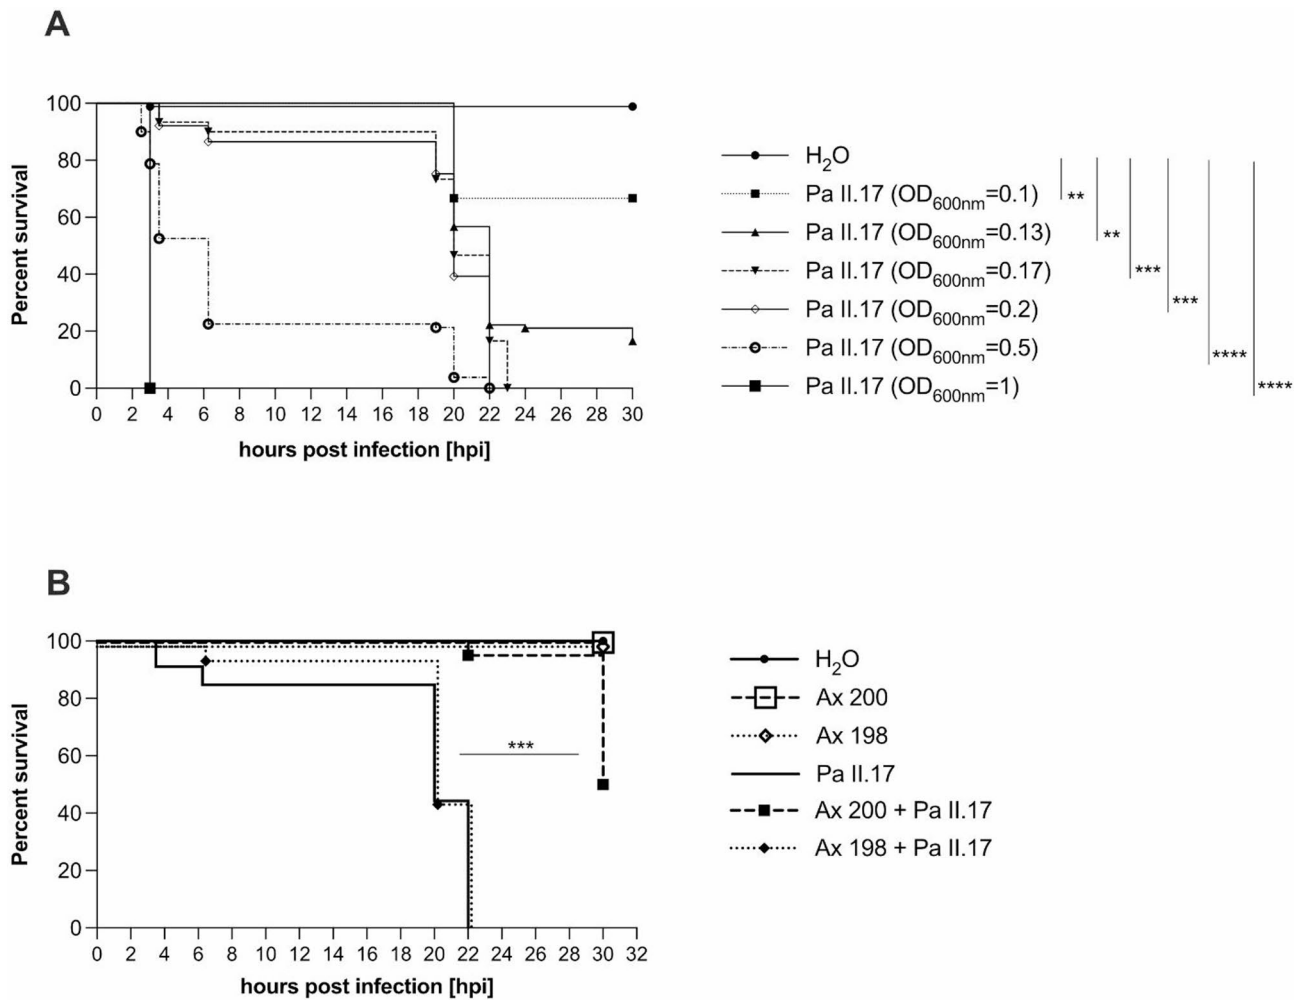 A
100
80
60
40
20
0
Percent survival
0 2 4 6 8 10 12 14 16 18 20 22 24 26 28 30
hours post infection [hpi]
H₂O
Pa II.17 (OD₆₀₀ₙₘ=0.1)
Pa II.17 (OD₆₀₀ₙₘ=0.13)
Pa II.17 (OD₆₀₀ₙₘ=0.17)
Pa II.17 (OD₆₀₀ₙₘ=0.2)
Pa II.17 (OD₆₀₀ₙₘ=0.5)
Pa II.17 (OD₆₀₀ₙₘ=1)
**
**
***
***
****
****
B
100
80
60
40
20
0
Percent survival
***
0 2 4 6 8 10 12 14 16 18 20 22 24 26 28 30 32
hours post infection [hpi]
H₂O
Ax 200
Ax 198
Pa II.17
Ax 200 + Pa II.17
Ax 198 + Pa II.17